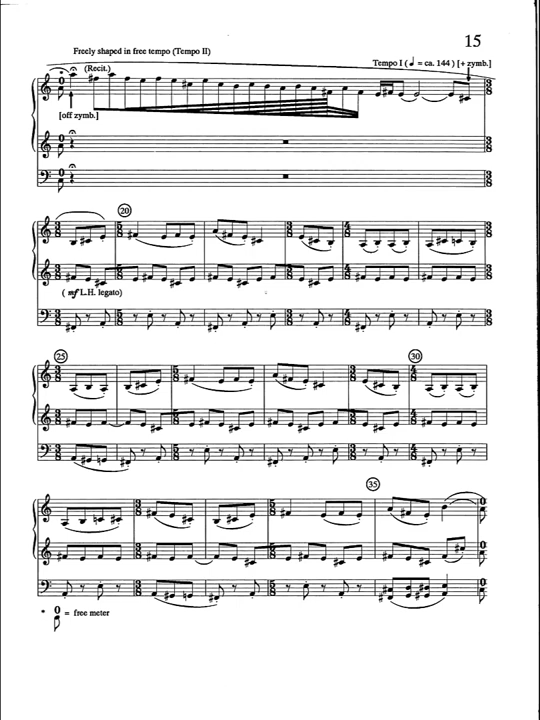 15
Freely shaped in free tempo (Tempo II)
Tempo I (♩ = ca. 144 ) [+ zymb.]
(Recit.)
[off zymb.]
20
( mf L.H. legato)
25
30
35
* 0 = free meter